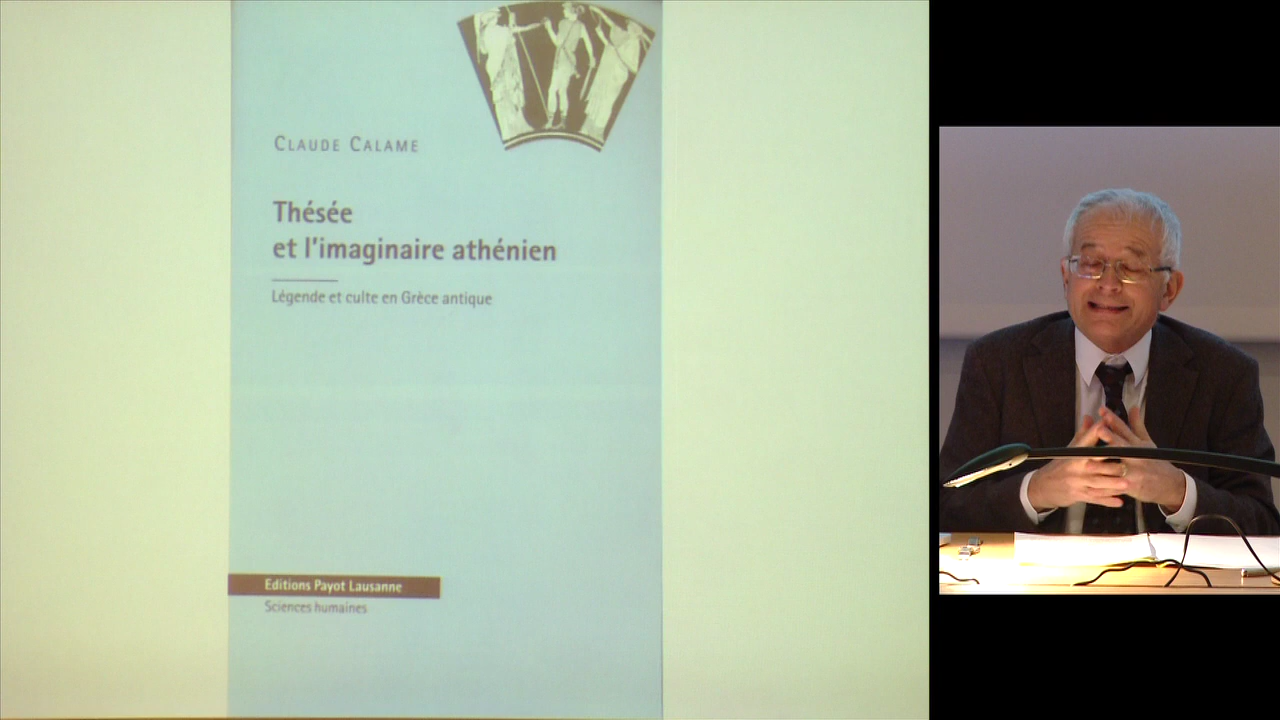 CLAUDE CALAME
Thésée
et l'imaginaire athénien
Légende et culte en Grèce antique
Editions Payot Lausanne
Sciences humaines